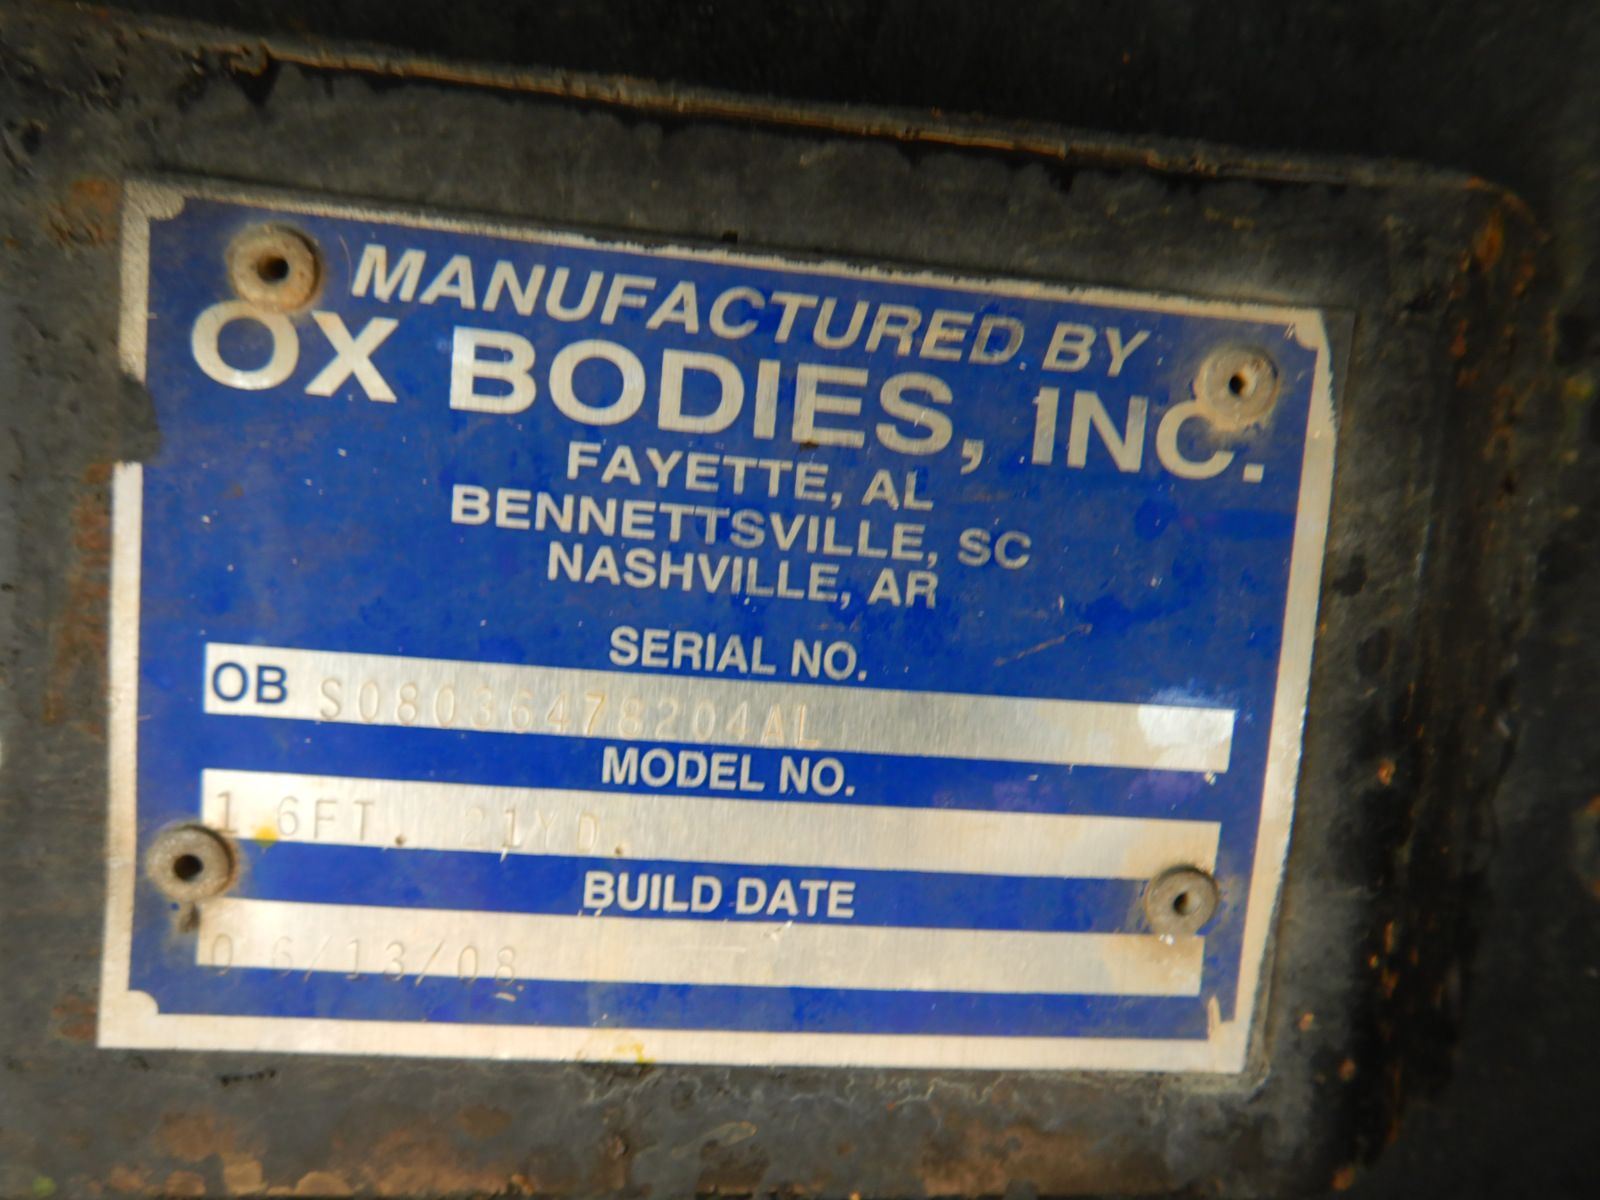 MANUFACTURED BY
OX BODIES, INC.
FAYETTE, AL
BENNETTSVILLE, SC
NASHVILLE, AR
SERIAL NO.
OB S08036478204AL
MODEL NO.
16FT. 21YD.
BUILD DATE
06/13/08